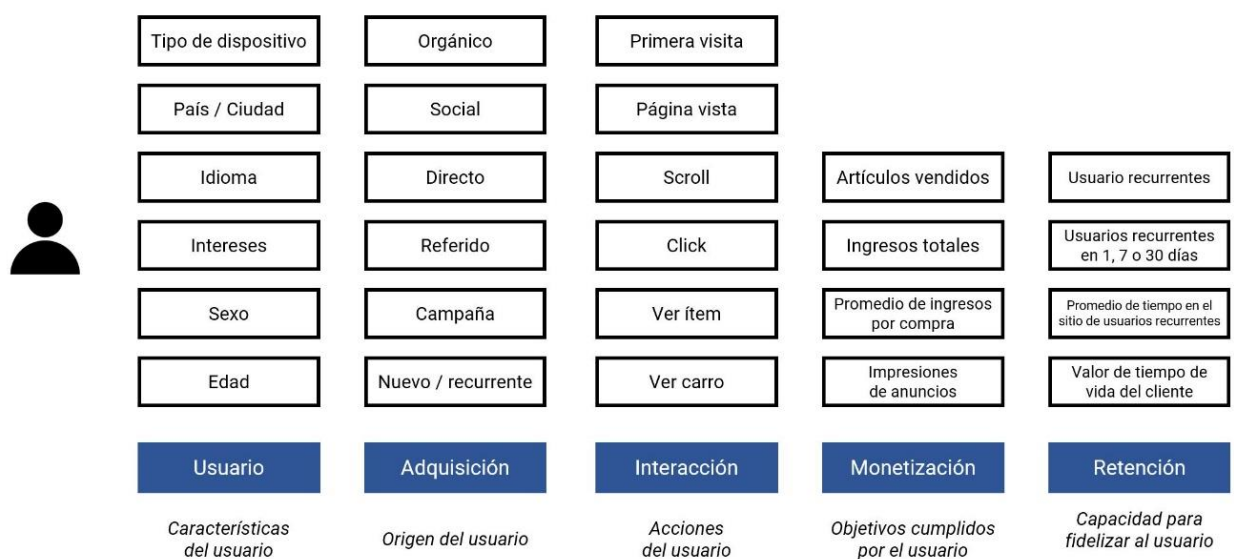 Tipo de dispositivo
País / Ciudad
Idioma
Intereses
Sexo
Edad
Usuario
Características
del usuario
Orgánico
Social
Directo
Referido
Campaña
Nuevo / recurrente
Adquisición
Origen del usuario
Primera visita
Página vista
Scroll
Click
Ver ítem
Ver carro
Interacción
Acciones
del usuario
Artículos vendidos
Ingresos totales
Promedio de ingresos
por compra
Impresiones
de anuncios
Monetización
Objetivos cumplidos
por el usuario
Usuario recurrentes
Usuarios recurrentes
en 1, 7 o 30 días
Promedio de tiempo en el
sitio de usuarios recurrentes
Valor de tiempo de
vida del cliente
Retención
Capacidad para
fidelizar al usuario